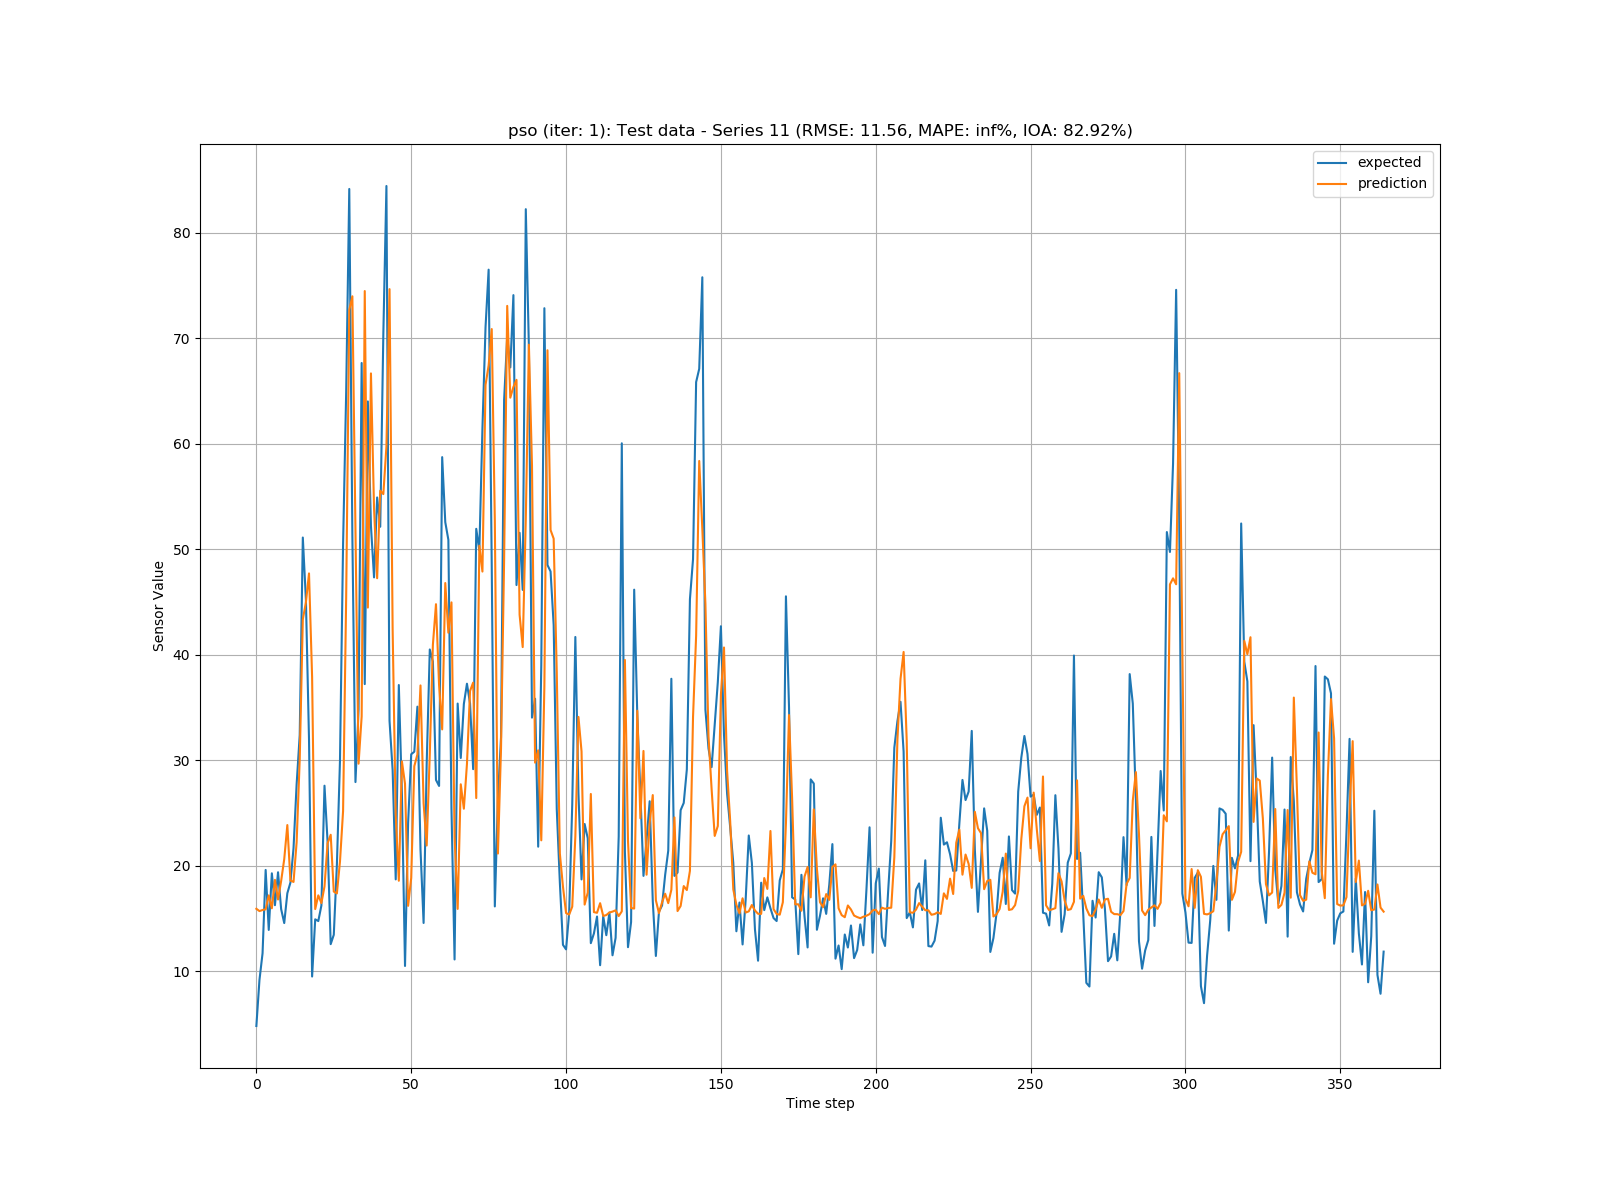 pso (iter: 1): Test data - Series 11 (RMSE: 11.56, MAPE: inf%, IOA: 82.92%)
expected
prediction
80
70
60
50
40
30
20
10
Sensor Value
0 50 100 150 200 250 300 350
Time step